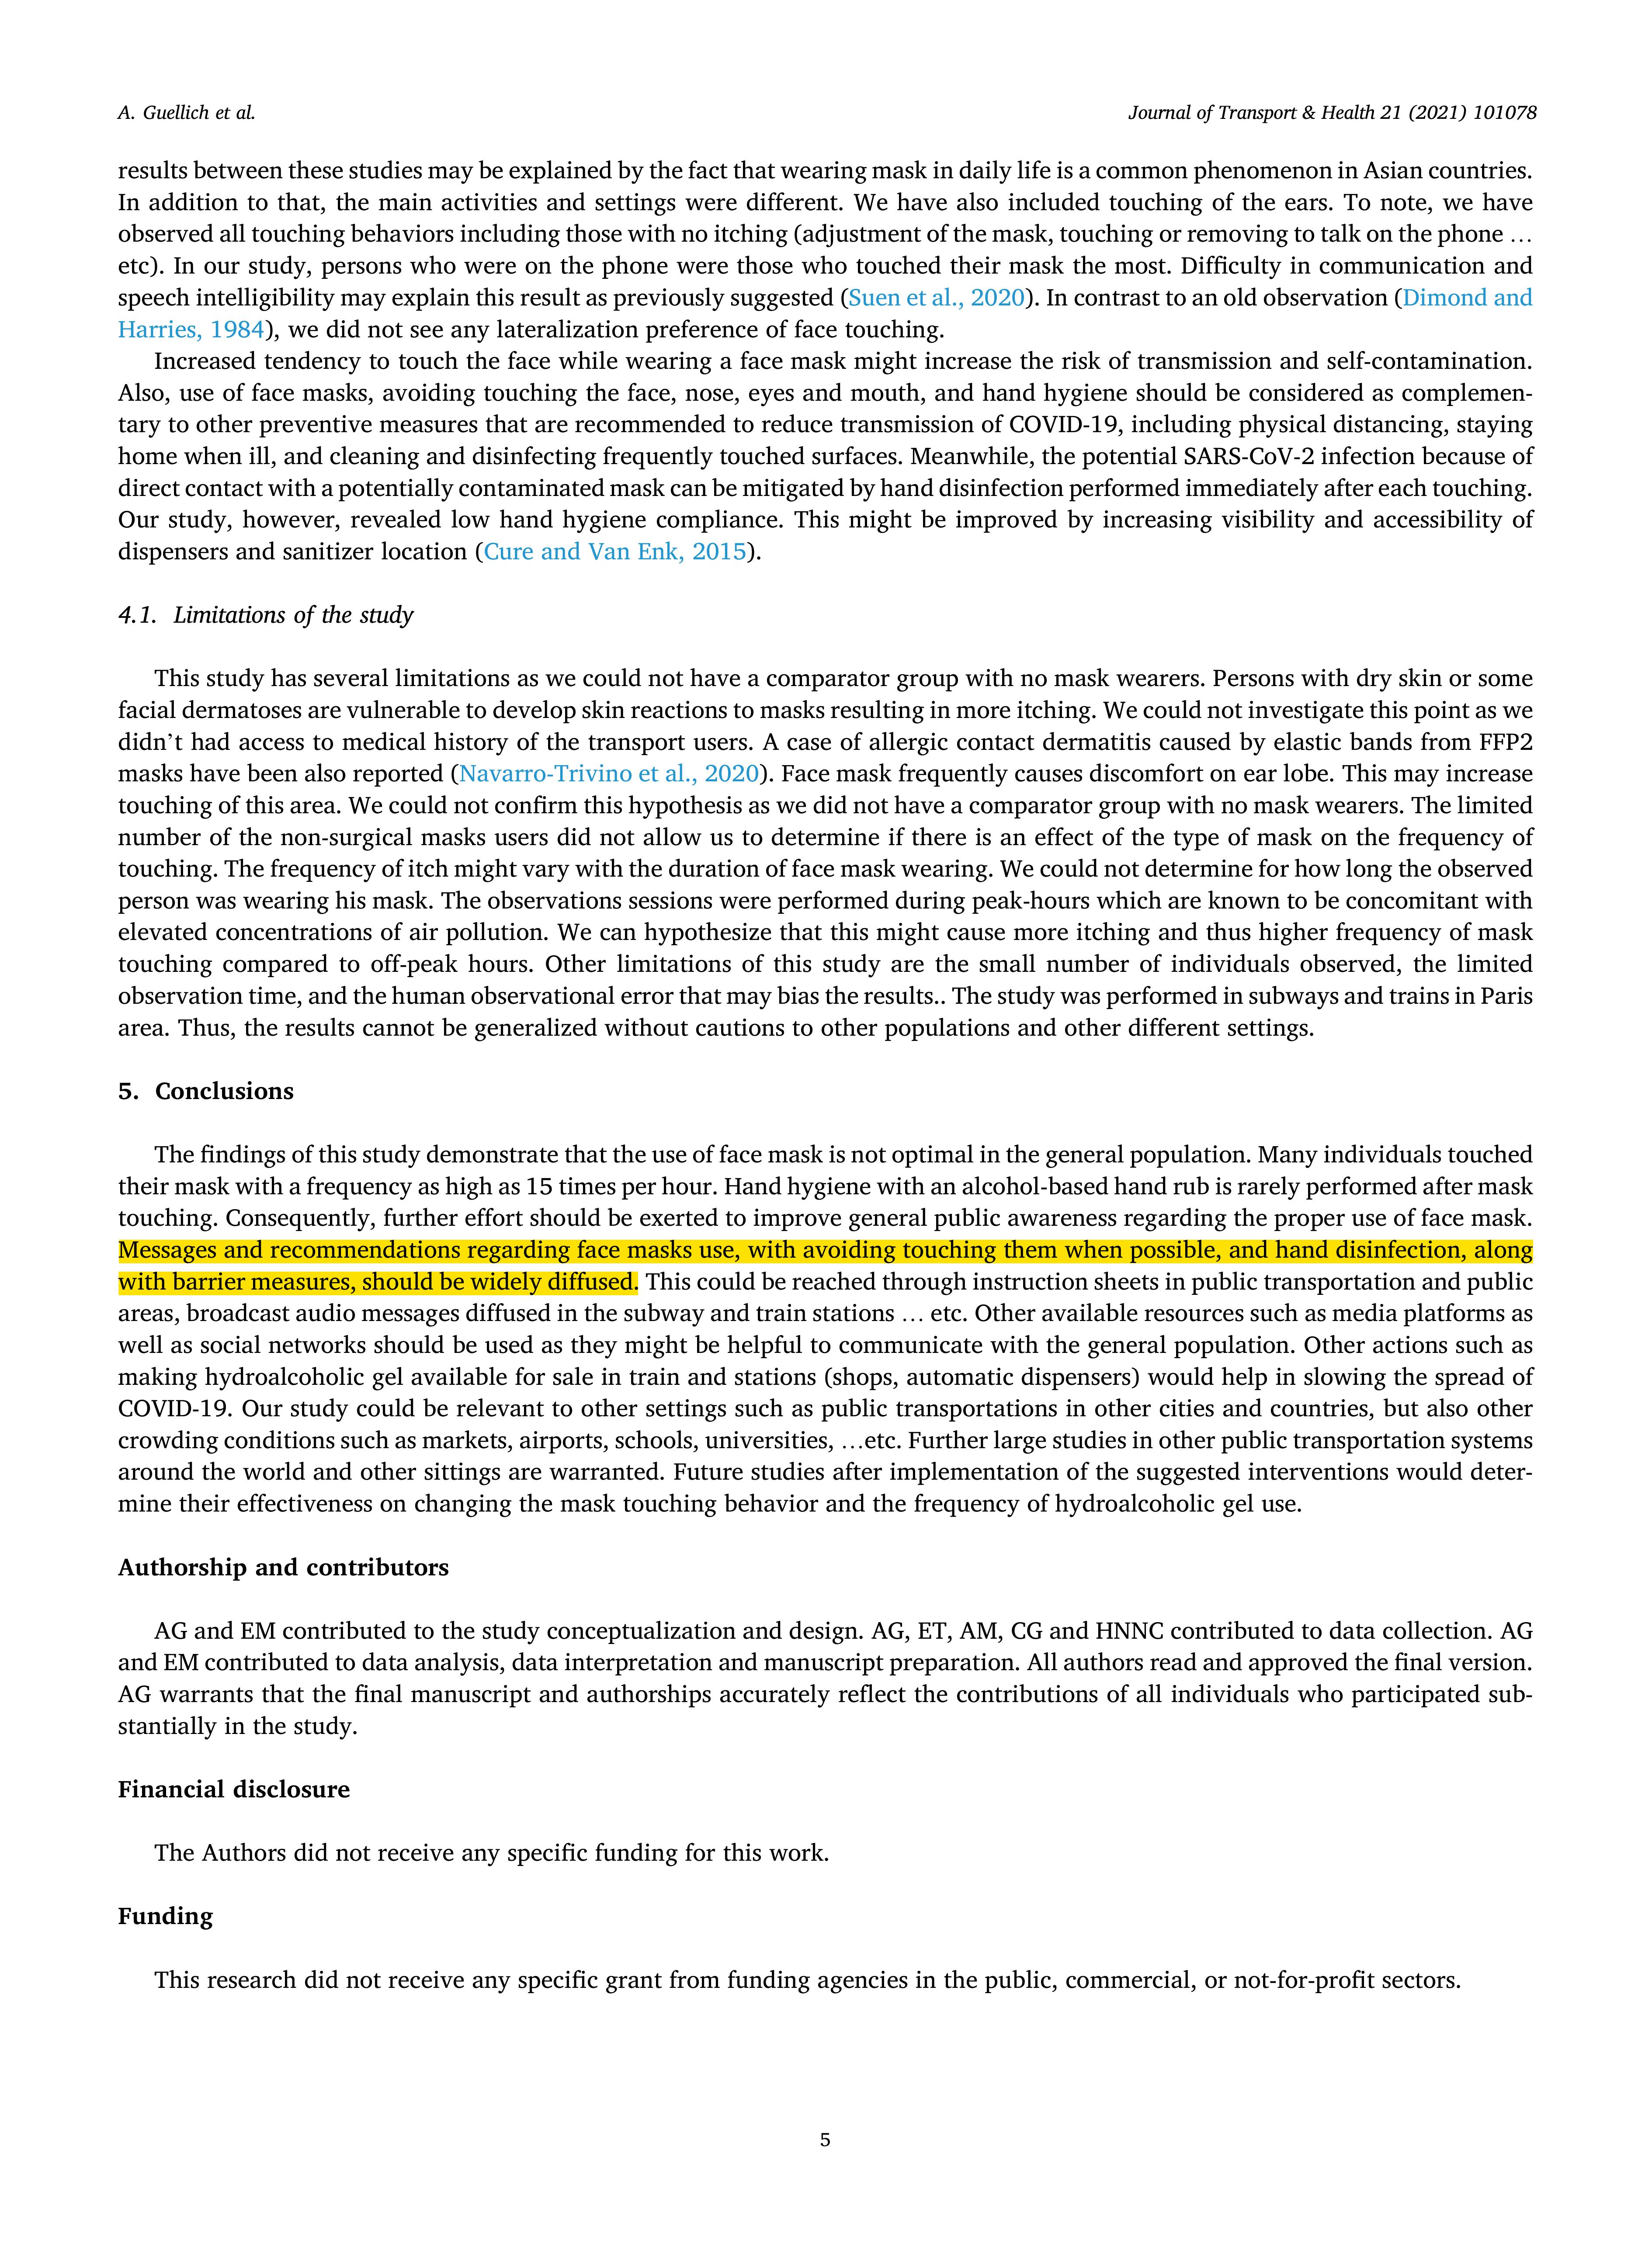 A. Guellich et al.
Journal of Transport & Health 21 (2021) 101078
results between these studies may be explained by the fact that wearing mask in daily life is a common phenomenon in Asian countries.
In addition to that, the main activities and settings were different. We have also included touching of the ears. To note, we have
observed all touching behaviors including those with no itching (adjustment of the mask, touching or removing to talk on the phone …
etc). In our study, persons who were on the phone were those who touched their mask the most. Difficulty in communication and
speech intelligibility may explain this result as previously suggested (Suen et al., 2020). In contrast to an old observation (Dimond and
Harries, 1984), we did not see any lateralization preference of face touching.
Increased tendency to touch the face while wearing a face mask might increase the risk of transmission and self-contamination.
Also, use of face masks, avoiding touching the face, nose, eyes and mouth, and hand hygiene should be considered as complemen-
tary to other preventive measures that are recommended to reduce transmission of COVID-19, including physical distancing, staying
home when ill, and cleaning and disinfecting frequently touched surfaces. Meanwhile, the potential SARS-CoV-2 infection because of
direct contact with a potentially contaminated mask can be mitigated by hand disinfection performed immediately after each touching.
Our study, however, revealed low hand hygiene compliance. This might be improved by increasing visibility and accessibility of
dispensers and sanitizer location (Cure and Van Enk, 2015).
4.1. Limitations of the study
This study has several limitations as we could not have a comparator group with no mask wearers. Persons with dry skin or some
facial dermatoses are vulnerable to develop skin reactions to masks resulting in more itching. We could not investigate this point as we
didn't had access to medical history of the transport users. A case of allergic contact dermatitis caused by elastic bands from FFP2
masks have been also reported (Navarro-Trivino et al., 2020). Face mask frequently causes discomfort on ear lobe. This may increase
touching of this area. We could not confirm this hypothesis as we did not have a comparator group with no mask wearers. The limited
number of the non-surgical masks users did not allow us to determine if there is an effect of the type of mask on the frequency of
touching. The frequency of itch might vary with the duration of face mask wearing. We could not determine for how long the observed
person was wearing his mask. The observations sessions were performed during peak-hours which are known to be concomitant with
elevated concentrations of air pollution. We can hypothesize that this might cause more itching and thus higher frequency of mask
touching compared to off-peak hours. Other limitations of this study are the small number of individuals observed, the limited
observation time, and the human observational error that may bias the results.. The study was performed in subways and trains in Paris
area. Thus, the results cannot be generalized without cautions to other populations and other different settings.
5. Conclusions
The findings of this study demonstrate that the use of face mask is not optimal in the general population. Many individuals touched
their mask with a frequency as high as 15 times per hour. Hand hygiene with an alcohol-based hand rub is rarely performed after mask
touching. Consequently, further effort should be exerted to improve general public awareness regarding the proper use of face mask.
Messages and recommendations regarding face masks use, with avoiding touching them when possible, and hand disinfection, along
with barrier measures, should be widely diffused. This could be reached through instruction sheets in public transportation and public
areas, broadcast audio messages diffused in the subway and train stations … etc. Other available resources such as media platforms as
well as social networks should be used as they might be helpful to communicate with the general population. Other actions such as
making hydroalcoholic gel available for sale in train and stations (shops, automatic dispensers) would help in slowing the spread of
COVID-19. Our study could be relevant to other settings such as public transportations in other cities and countries, but also other
crowding conditions such as markets, airports, schools, universities, …etc. Further large studies in other public transportation systems
around the world and other sittings are warranted. Future studies after implementation of the suggested interventions would deter-
mine their effectiveness on changing the mask touching behavior and the frequency of hydroalcoholic gel use.
Authorship and contributors
AG and EM contributed to the study conceptualization and design. AG, ET, AM, CG and HNNC contributed to data collection. AG
and EM contributed to data analysis, data interpretation and manuscript preparation. All authors read and approved the final version.
AG warrants that the final manuscript and authorships accurately reflect the contributions of all individuals who participated sub-
stantially in the study.
Financial disclosure
The Authors did not receive any specific funding for this work.
Funding
This research did not receive any specific grant from funding agencies in the public, commercial, or not-for-profit sectors.
5